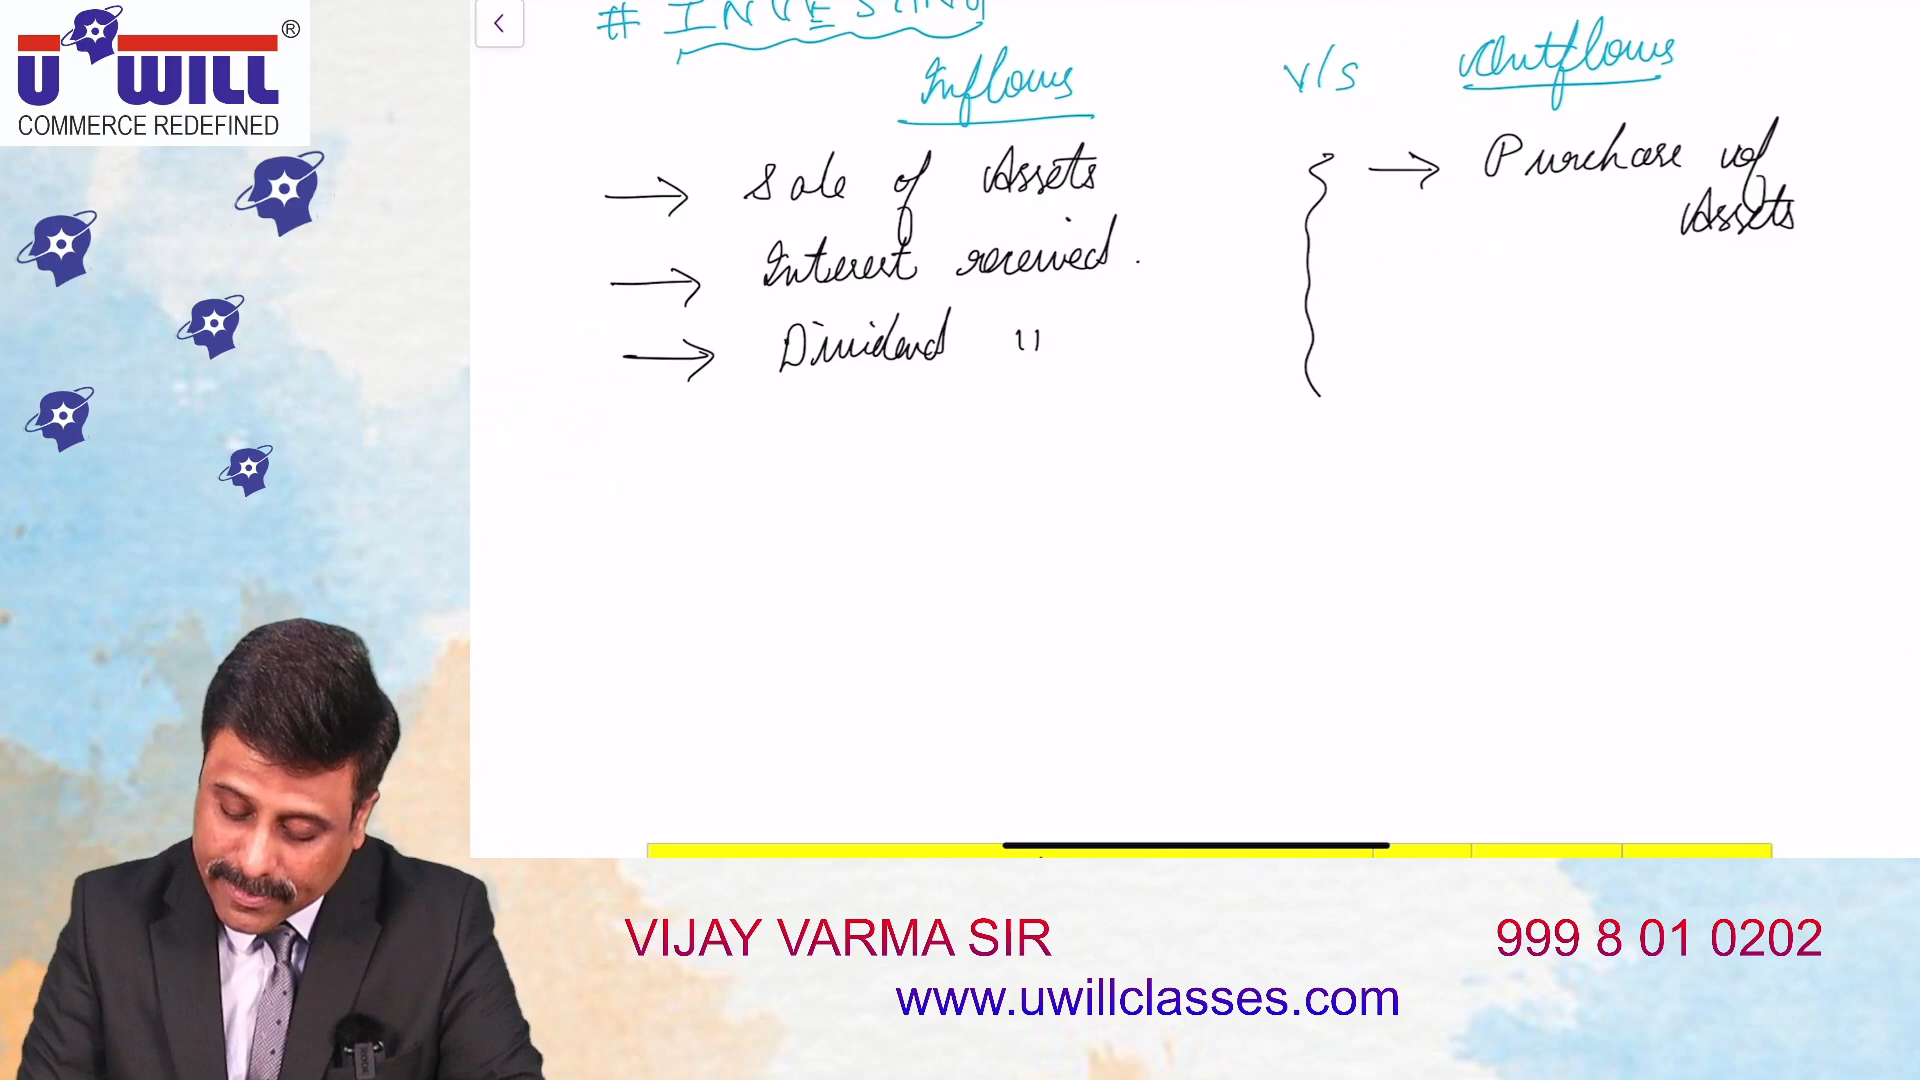 U WILL ®
COMMERCE REDEFINED
# INVESTING
Inflows v/s Outflows
→ Sale of Assets
→ Purchase of
Assets
→ Interest received.
→ Dividend "
VIJAY VARMA SIR
999 8 01 0202
www.uwillclasses.com